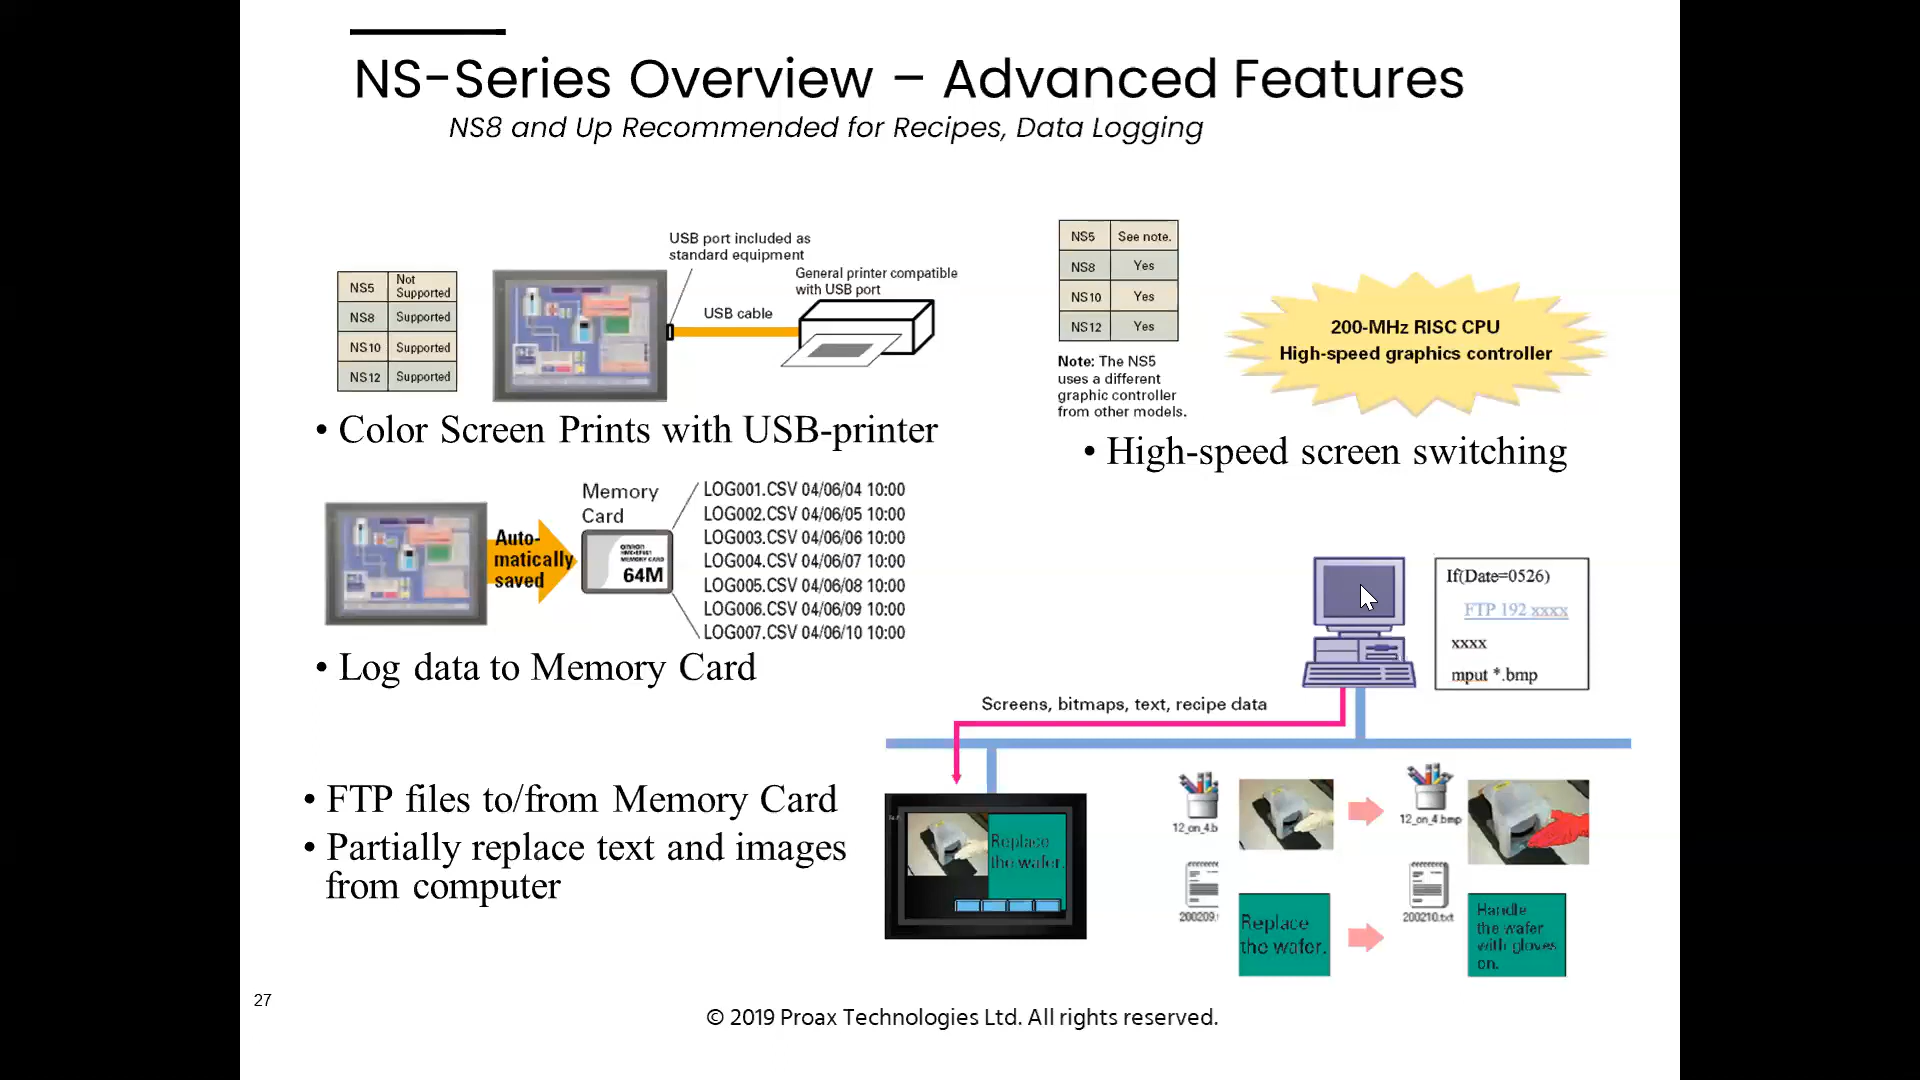 NS-Series Overview – Advanced Features
NS8 and Up Recommended for Recipes, Data Logging
NS5 Not Supported
NS8 Supported
NS10 Supported
NS12 Supported
USB port included as
standard equipment
General printer compatible
with USB port
USB cable
• Color Screen Prints with USB-printer
NS5 See note.
NS8 Yes
NS10 Yes
NS12 Yes
Note: The NS5
uses a different
graphic controller
from other models.
200-MHz RISC CPU
High-speed graphics controller
• High-speed screen switching
Auto-
matically
saved
Memory
Card
OMRON
MEMORY CARD
64M
LOG001.CSV 04/06/04 10:00
LOG002.CSV 04/06/05 10:00
LOG003.CSV 04/06/06 10:00
LOG004.CSV 04/06/07 10:00
LOG005.CSV 04/06/08 10:00
LOG006.CSV 04/06/09 10:00
LOG007.CSV 04/06/10 10:00
• Log data to Memory Card
If(Date=0526)
FTP 192 xxxx
xxxx
mput *.bmp
Screens, bitmaps, text, recipe data
• FTP files to/from Memory Card
• Partially replace text and images
from computer
Replace
the wafer.
12_on_4.b
12_on_4.bmp
200209.
200210.txt
Replace
the wafer.
Handle
the wafer
with gloves
on.
27
© 2019 Proax Technologies Ltd. All rights reserved.